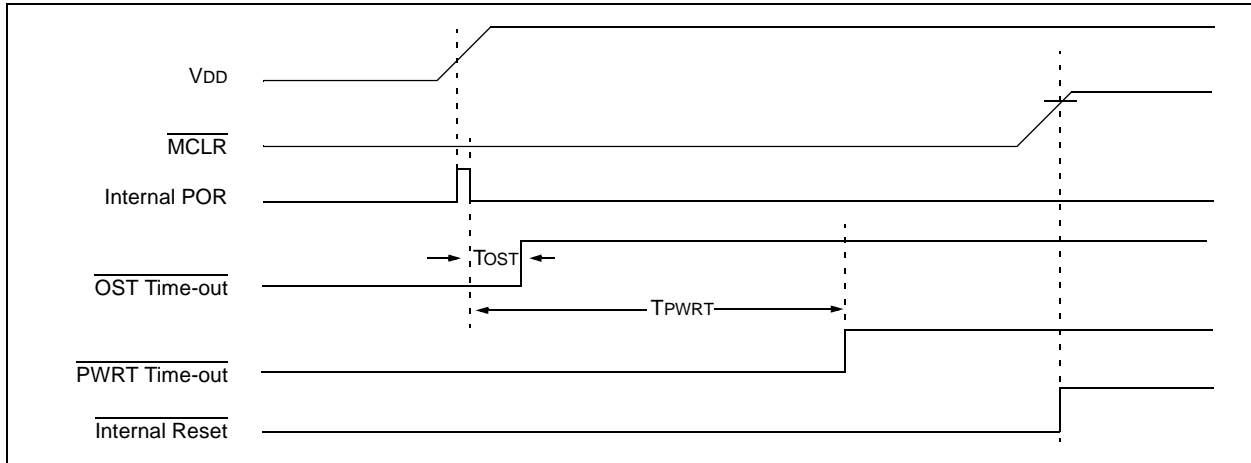 VDD
MCLR
Internal POR
TOST
OST Time-out
TPWRT
PWRT Time-out
Internal Reset